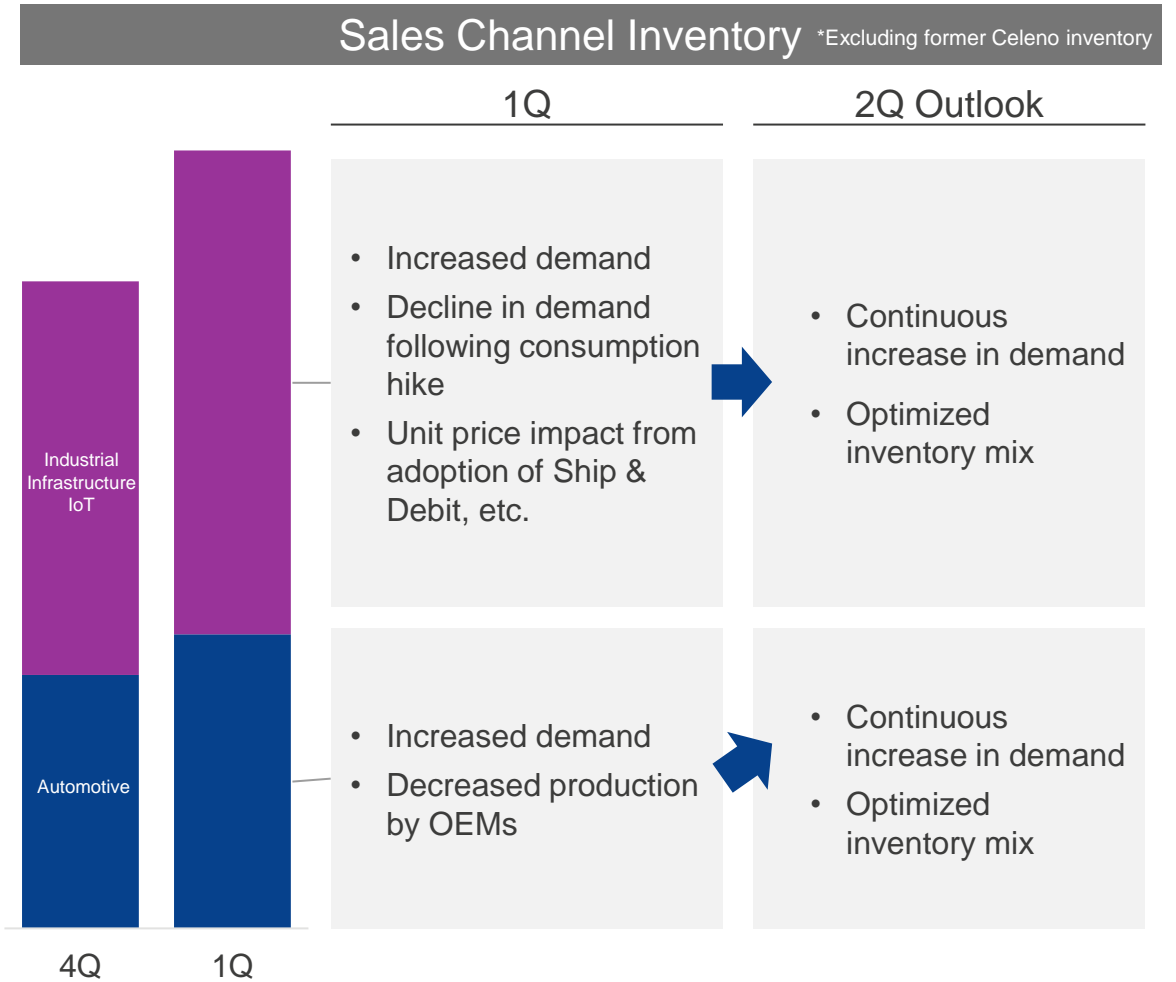 Sales Channel Inventory *Excluding former Celeno inventory
1Q
2Q Outlook
Industrial
Infrastructure
IoT
Automotive
4Q
1Q
• Increased demand
• Decline in demand
following consumption
hike
• Unit price impact from
adoption of Ship &
Debit, etc.
• Continuous
increase in demand
• Optimized
inventory mix
• Increased demand
• Decreased production
by OEMs
• Continuous
increase in demand
• Optimized
inventory mix